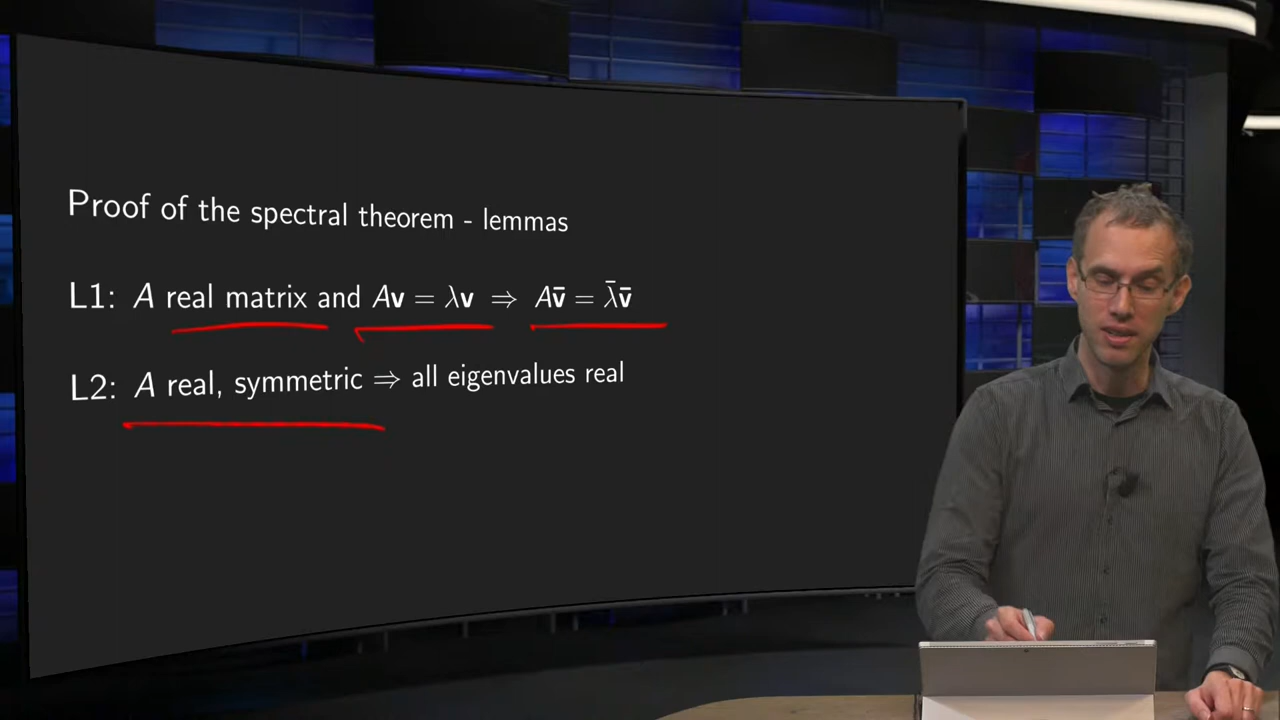 Proof of the spectral theorem - lemmas
L1: A real matrix and Av = λv ⇒ Av̄ = λ̄v̄
L2: A real, symmetric ⇒ all eigenvalues real